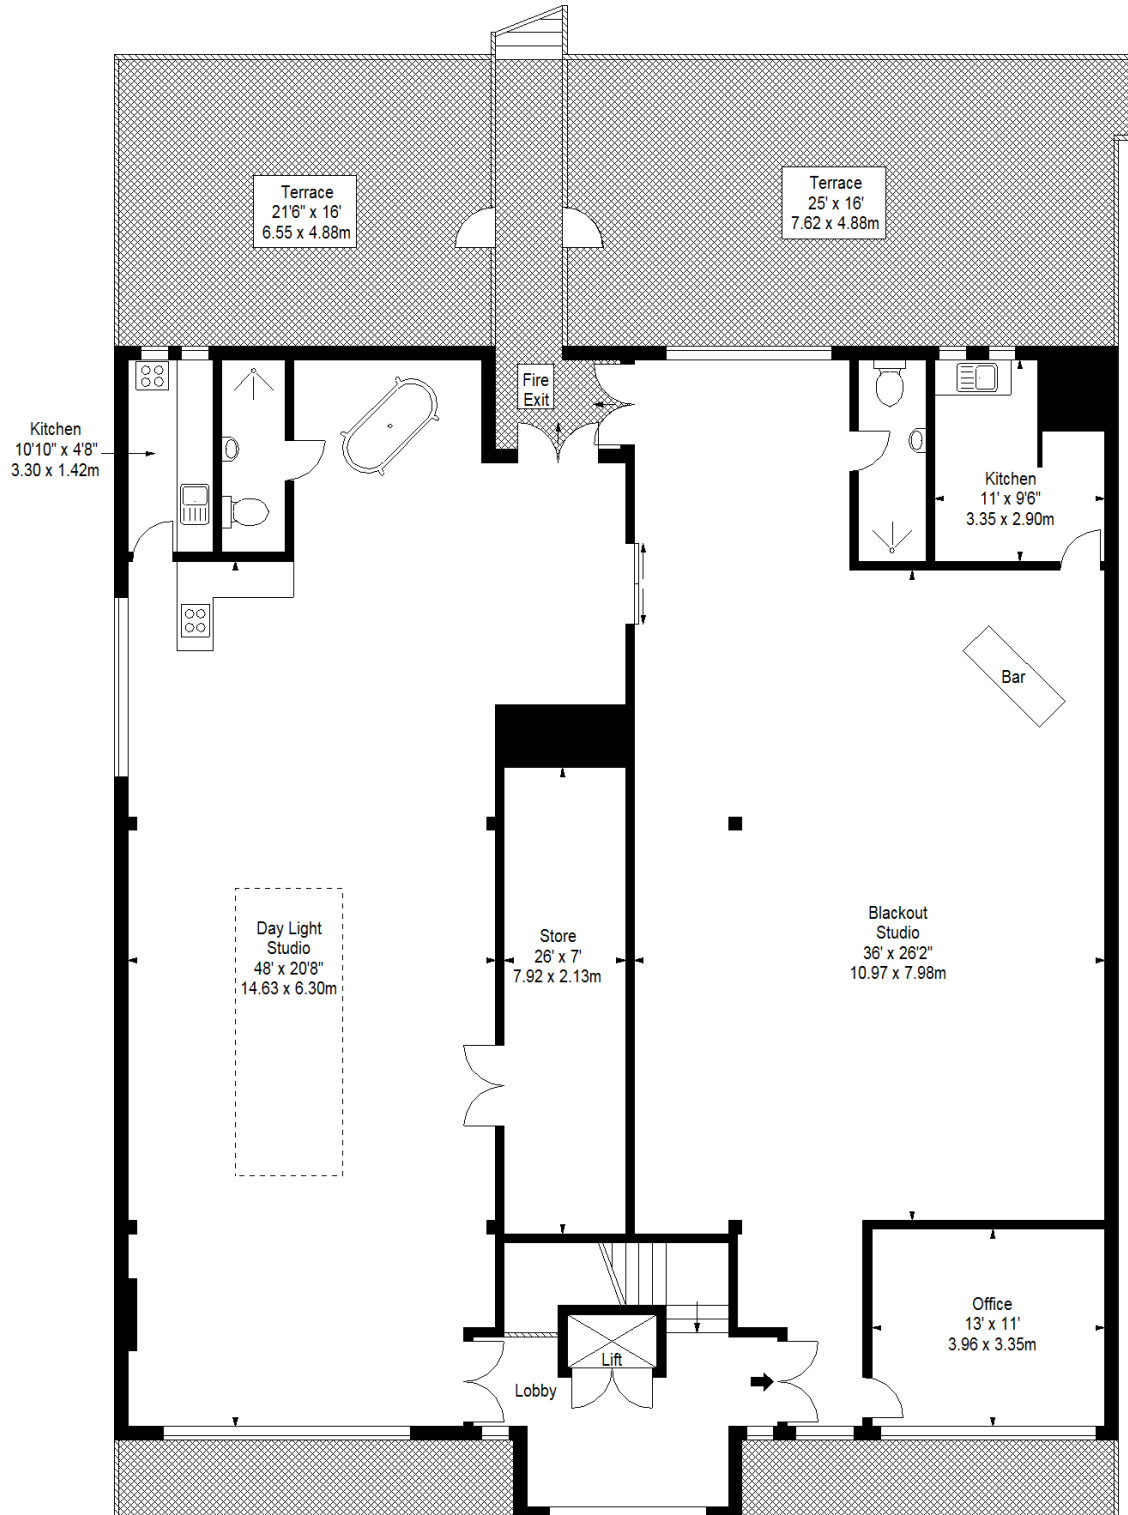 Terrace
21'6" x 16'
6.55 x 4.88m
Terrace
25' x 16'
7.62 x 4.88m
Fire
Exit
Kitchen
10'10" x 4'8"
3.30 x 1.42m
Kitchen
11' x 9'6"
3.35 x 2.90m
Bar
Day Light
Studio
48' x 20'8"
14.63 x 6.30m
Store
26' x 7'
7.92 x 2.13m
Blackout
Studio
36' x 26'2"
10.97 x 7.98m
Office
13' x 11'
3.96 x 3.35m
Lift
Lobby